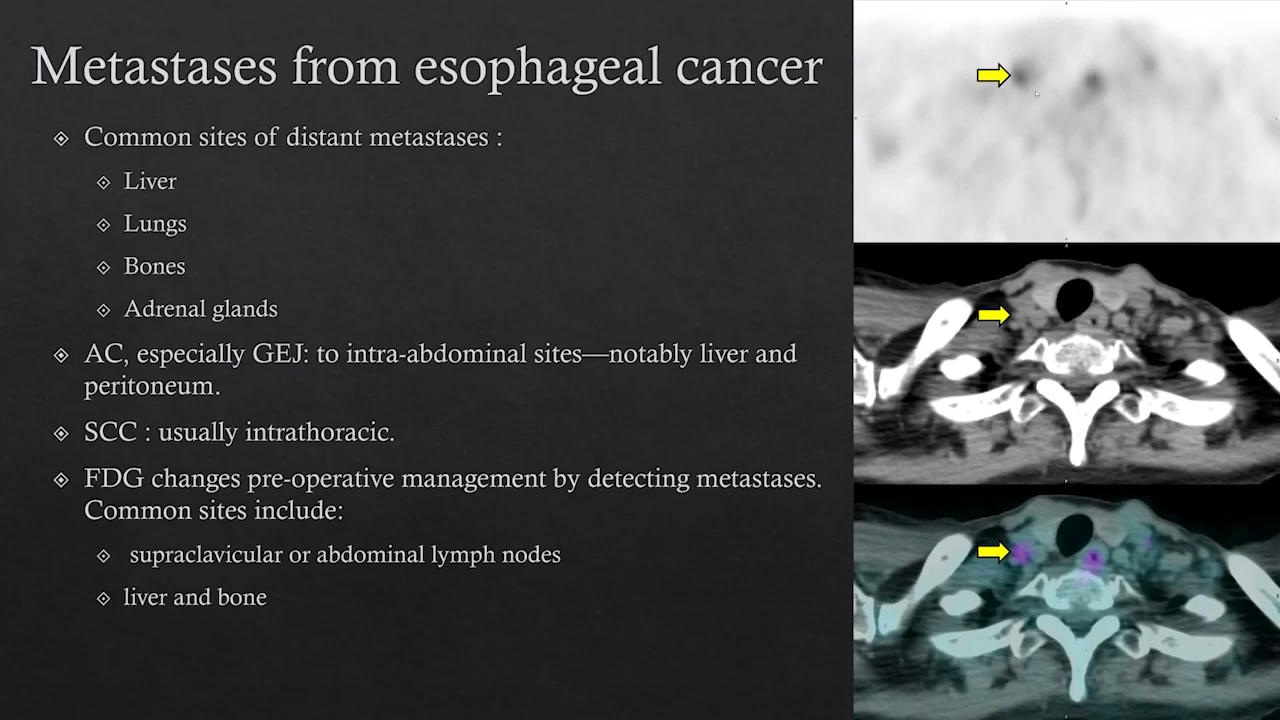 Metastases from esophageal cancer
Common sites of distant metastases :
Liver
Lungs
Bones
Adrenal glands
AC, especially GEJ: to intra-abdominal sites—notably liver and
peritoneum.
SCC : usually intrathoracic.
FDG changes pre-operative management by detecting metastases.
Common sites include:
supraclavicular or abdominal lymph nodes
liver and bone